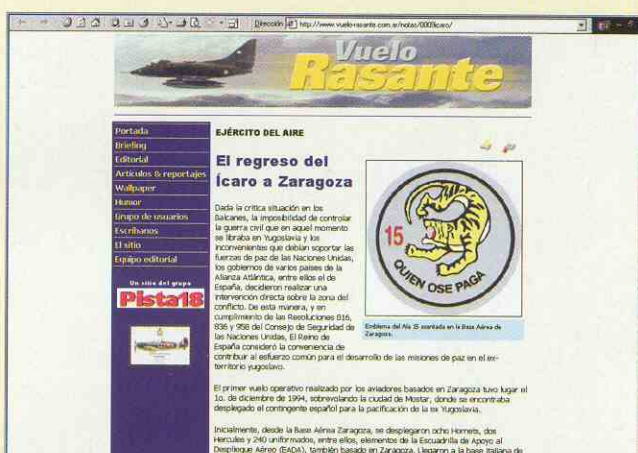 Dirección http://www.vuelo-rasante.com.ar/notas/0009icaro/
Vuelo
Rasante
Portada
Briefing
Editorial
Artículos & reportajes
Wallpaper
Humor
Grupo de usuarios
Escríbanos
El sitio
Equipo editorial
Un sitio del grupo
Pista18
EJÉRCITO DEL AIRE
El regreso del
Ícaro a Zaragoza
Dada la crítica situación en los
Balcanes, la imposibilidad de controlar
la guerra civil que en aquel momento
se libraba en Yugoslavia y los
inconvenientes que debían soportar las
fuerzas de paz de las Naciones Unidas,
los gobiernos de varios países de la
Alianza Atlántica, entre ellos el de
España, decidieron realizar una
intervención directa sobre la zona del
conflicto. De esta manera, y en
cumplimiento de las Resoluciones 816,
836 y 958 del Consejo de Seguridad de
las Naciones Unidas, El Reino de
España consideró la conveniencia de
contribuir al esfuerzo común para el desarrollo de las misiones de paz en el ex-
territorio yugoslavo.
15
QUIEN OSE PAGA
Emblema del Ala 15 asentada en la Base Aérea de
Zaragoza.
El primer vuelo operativo realizado por los aviadores basados en Zaragoza tuvo lugar el
1o. de diciembre de 1994, sobrevolando la ciudad de Mostar, donde se encontraba
desplegado el contingente español para la pacificación de la ex Yugoslavia.
Inicialmente, desde la Base Aérea Zaragoza, se desplegaron ocho Hornets, dos
Hercules y 240 uniformados, entre ellos, elementos de la Escuadrilla de Apoyo al
Despliegue Aéreo (EADA), también basado en Zaragoza. Llegaron a la base italiana de